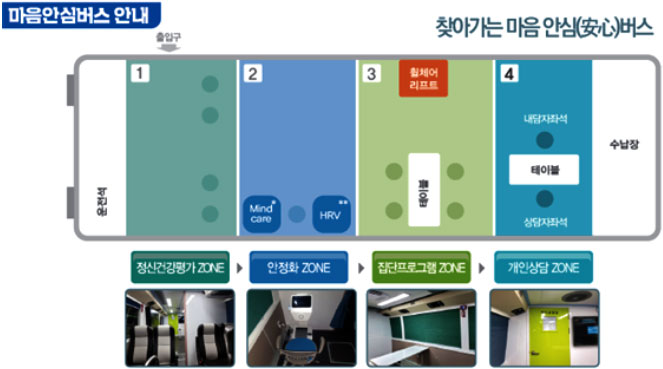 마음안심버스 안내
찾아가는 마음 안심(安心)버스
출입구
1
2
3
4
휠체어
리프트
내담자좌석
테이블
상담자좌석
수납장
운전석
Mind
care
HRV
테이블
정신건강평가 ZONE
안정화 ZONE
집단프로그램 ZONE
개인상담 ZONE